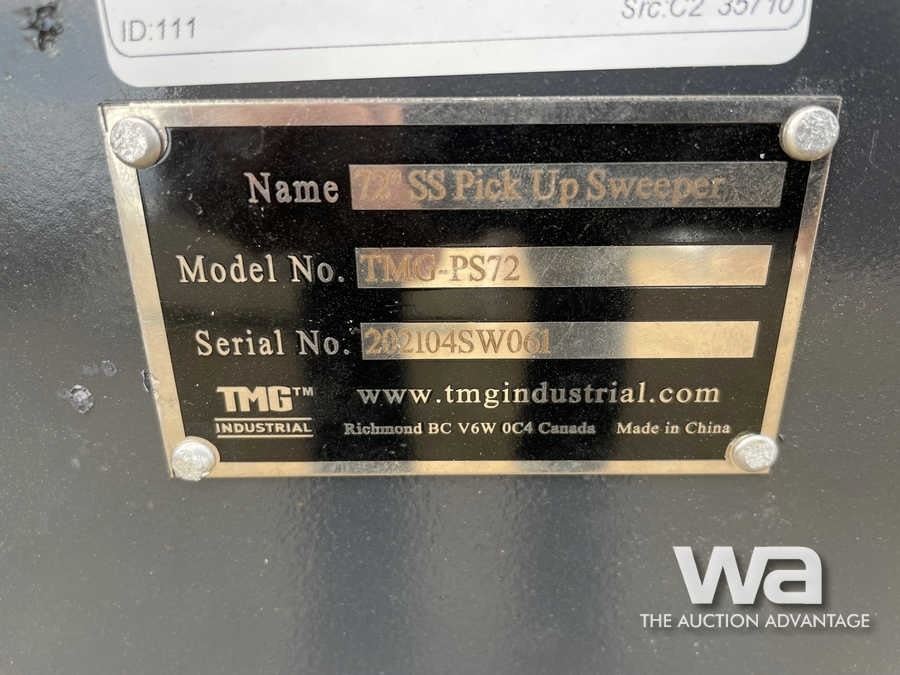 ID:111
Src:C2 35710
Name 72" SS Pick Up Sweeper
Model No. TMG-PS72
Serial No. 202104SW061
TMG™ www.tmgindustrial.com
INDUSTRIAL Richmond BC V6W 0C4 Canada Made in China
wa
THE AUCTION ADVANTAGE